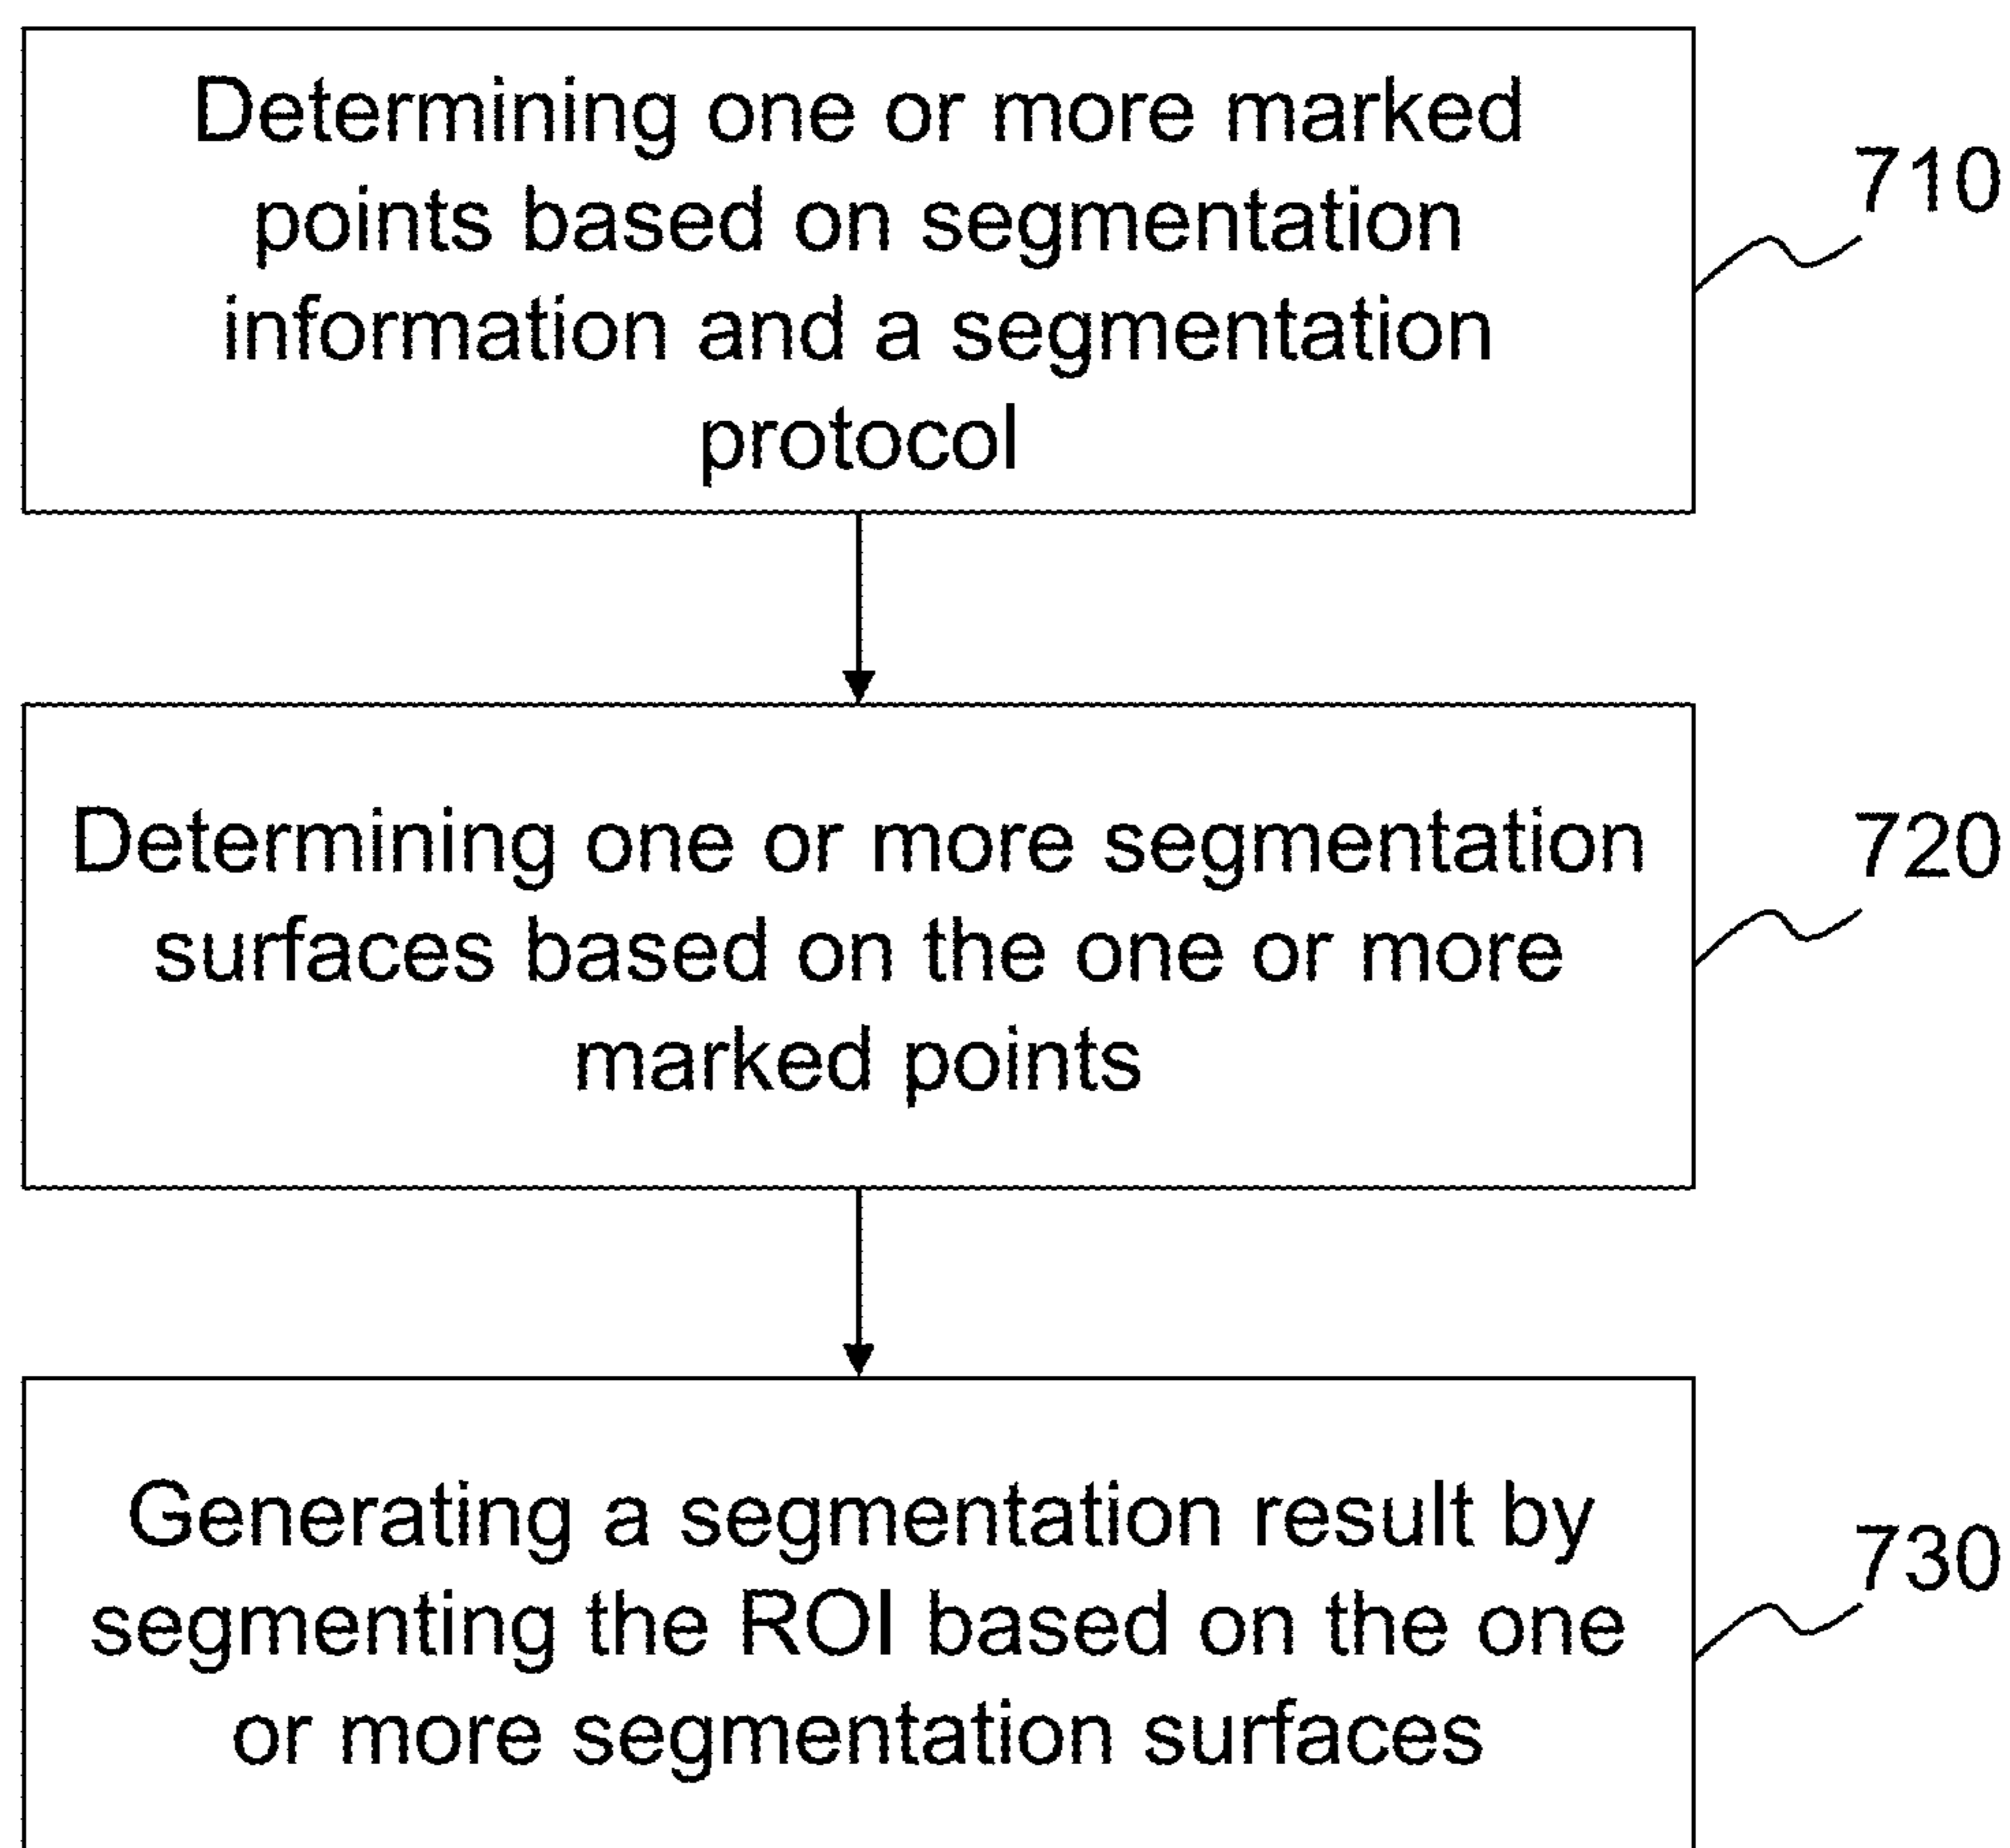 Determining one or more marked
points based on segmentation
information and a segmentation
protocol
710
Determining one or more segmentation
surfaces based on the one or more
marked points
720
Generating a segmentation result by
segmenting the ROI based on the one
or more segmentation surfaces
730